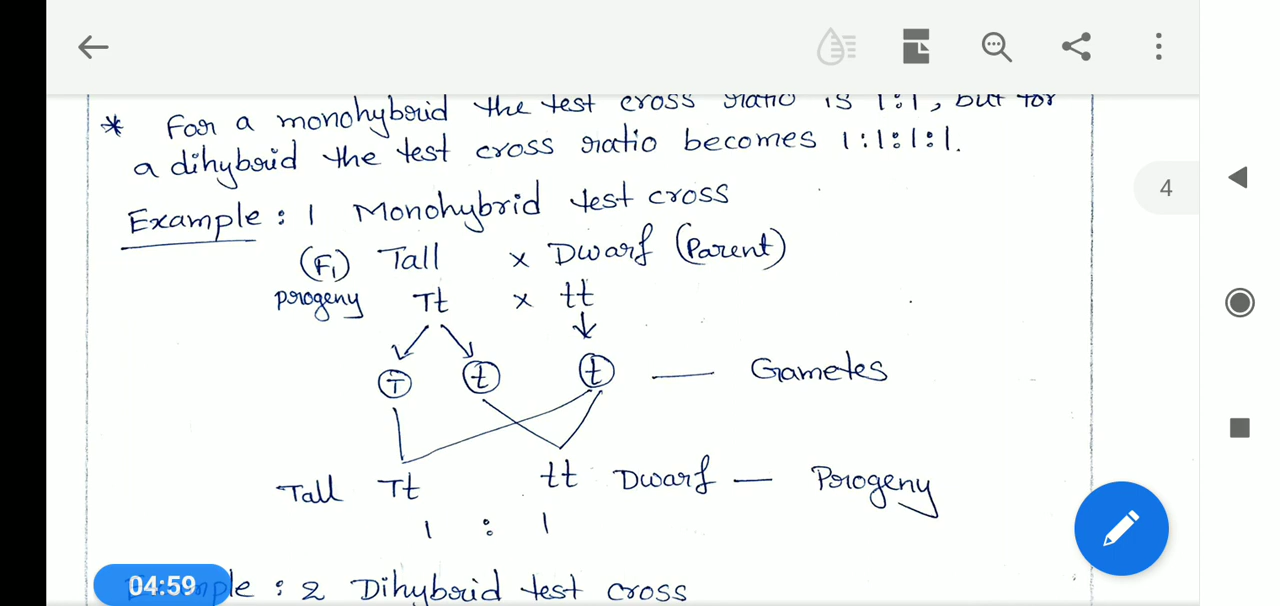 * For a monohybrid the test cross ratio is 1:1, but for
a dihybrid the test cross ratio becomes 1:1:1:1.
4
Example: 1 Monohybrid test cross
(F1) Tall x Dwarf (Parent)
progeny Tt x tt
T t t — Gametes
Tall Tt tt Dwarf — Progeny
1 : 1
04:59
Example: 2 Dihybrid test cross